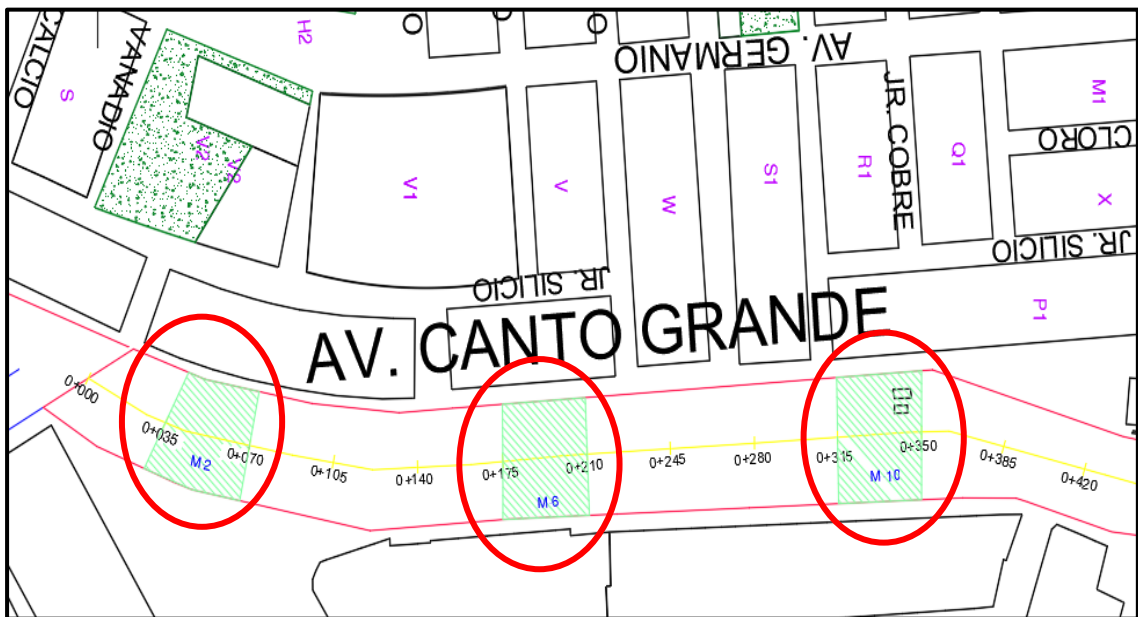 H2
CALCIO
VANADIO
S
V2
V2
V1
V
W
S1
AV. GERMANIO
R1
JR. COBRE
Q1
M1
CLORO
X
JR. SILICIO
JR. SILICIO
P1
AV. CANTO GRANDE
0+000
0+035
0+070
0+105
0+140
0+175
0+210
0+245
0+280
0+315
0+350
0+385
0+420
M 2
M 6
M 10